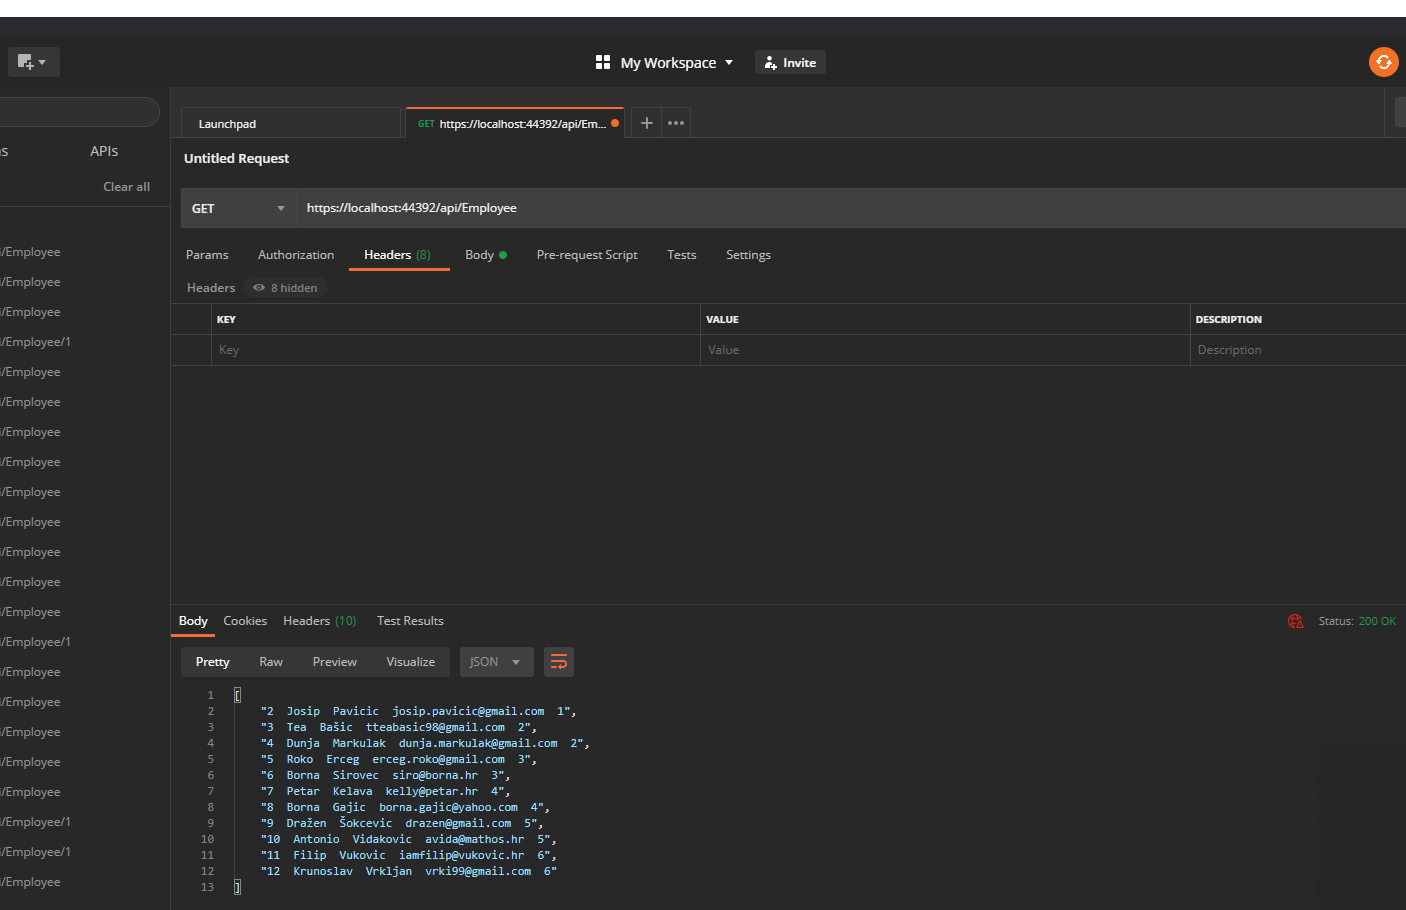 My Workspace
Invite
s
APIs
Clear all
Launchpad
GET https://localhost:44392/api/Em...
Untitled Request
GET
https://localhost:44392/api/Employee
Params Authorization Headers (8) Body Pre-request Script Tests Settings
Headers 8 hidden
KEY VALUE DESCRIPTION
Key Value Description
i/Employee
i/Employee
i/Employee
i/Employee/1
i/Employee
i/Employee
i/Employee
i/Employee
i/Employee
i/Employee
i/Employee
i/Employee
i/Employee
i/Employee/1
i/Employee
i/Employee
i/Employee
i/Employee
i/Employee
i/Employee/1
i/Employee/1
i/Employee
Body Cookies Headers (10) Test Results
Status: 200 OK
Pretty Raw Preview Visualize JSON
1 [
2 "2  Josip  Pavicic  josip.pavicic@gmail.com  1",
3 "3  Tea  Bašic  tteabasic98@gmail.com  2",
4 "4  Dunja  Markulak  dunja.markulak@gmail.com  2",
5 "5  Roko  Erceg  erceg.roko@gmail.com  3",
6 "6  Borna  Sirovec  siro@borna.hr  3",
7 "7  Petar  Kelava  kelly@petar.hr  4",
8 "8  Borna  Gajic  borna.gajic@yahoo.com  4",
9 "9  Dražen  Šokcevic  drazen@gmail.com  5",
10 "10  Antonio  Vidakovic  avida@mathos.hr  5",
11 "11  Filip  Vukovic  iamfilip@vukovic.hr  6",
12 "12  Krunoslav  Vrkljan  vrki99@gmail.com  6"
13 ]